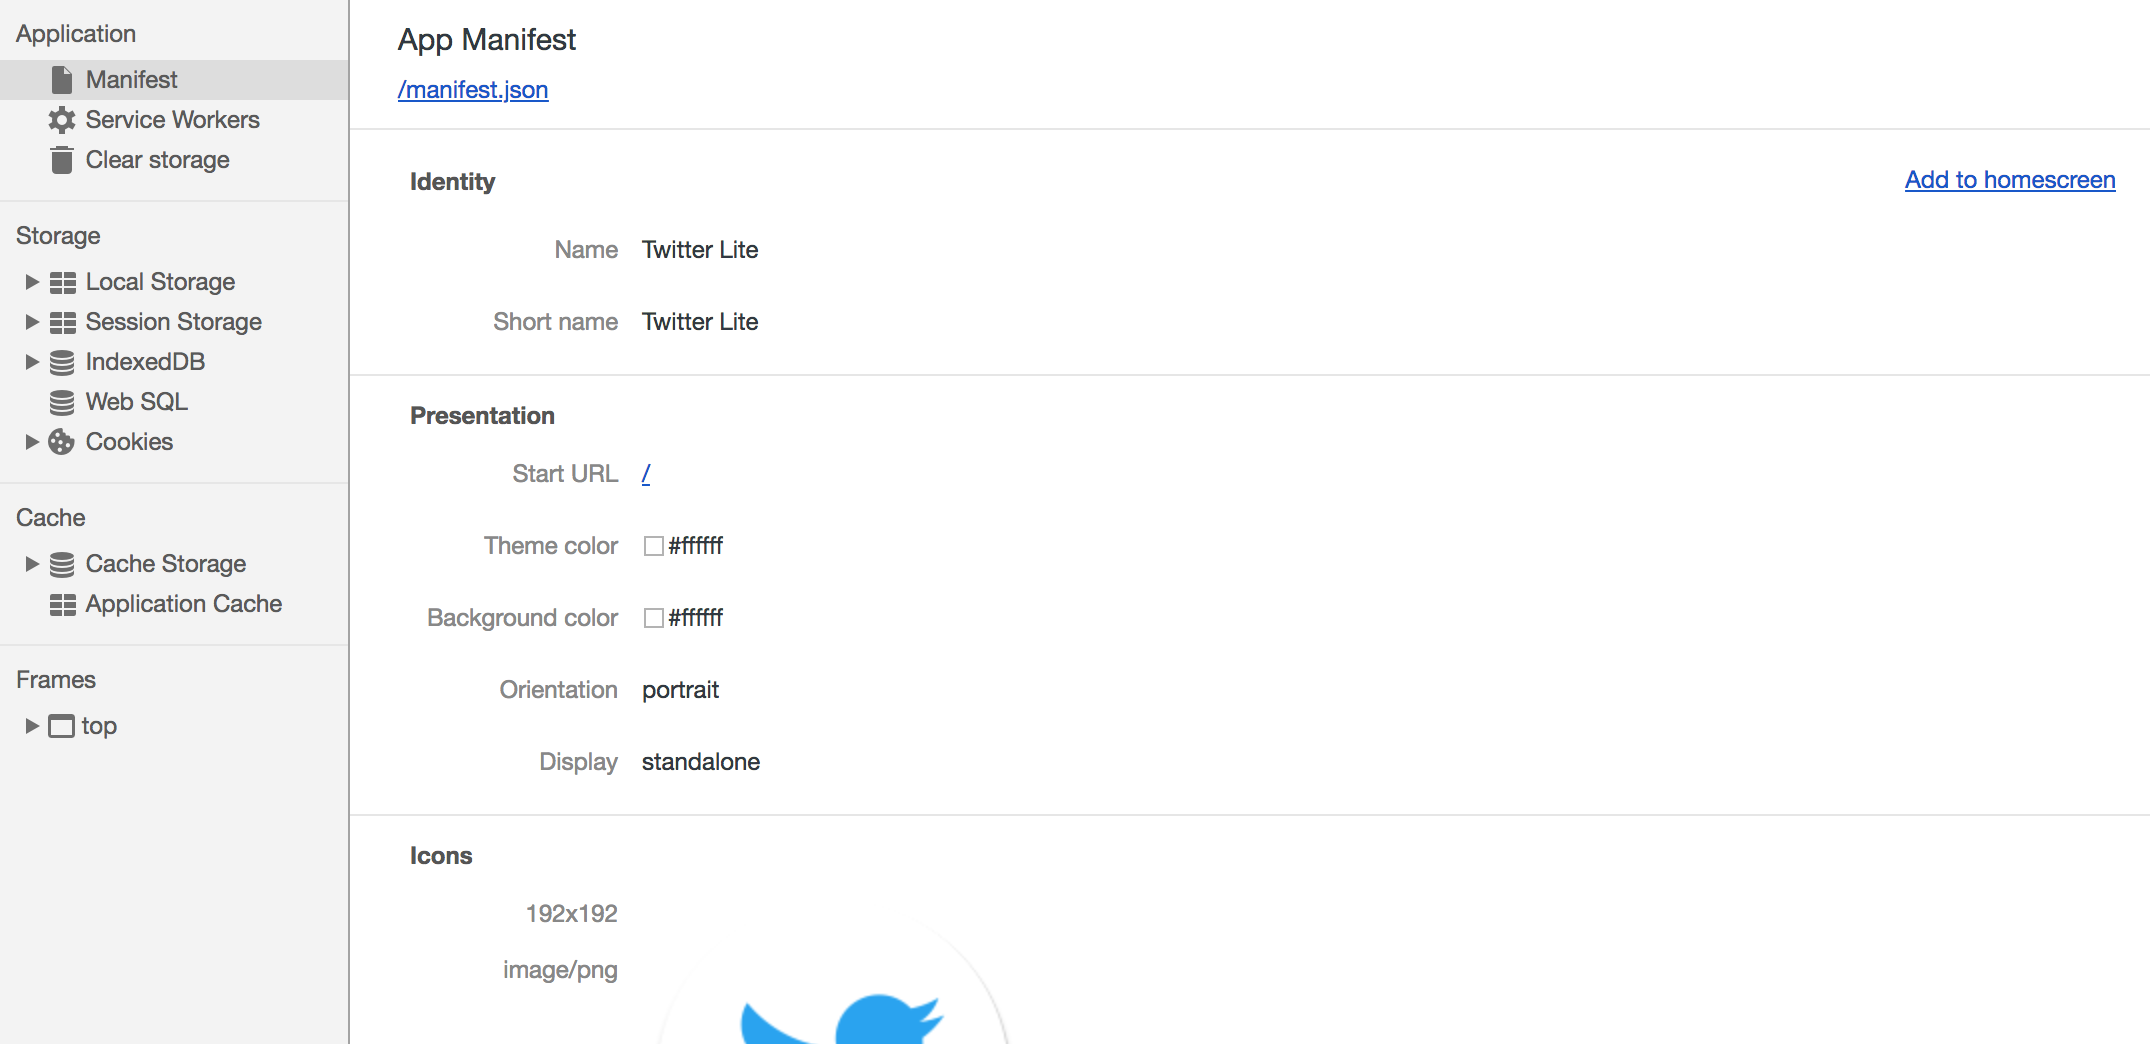 Application
Manifest
Service Workers
Clear storage
Storage
Local Storage
Session Storage
IndexedDB
Web SQL
Cookies
Cache
Cache Storage
Application Cache
Frames
top
App Manifest
/manifest.json
Identity
Add to homescreen
Name Twitter Lite
Short name Twitter Lite
Presentation
Start URL /
Theme color #ffffff
Background color #ffffff
Orientation portrait
Display standalone
Icons
192x192
image/png